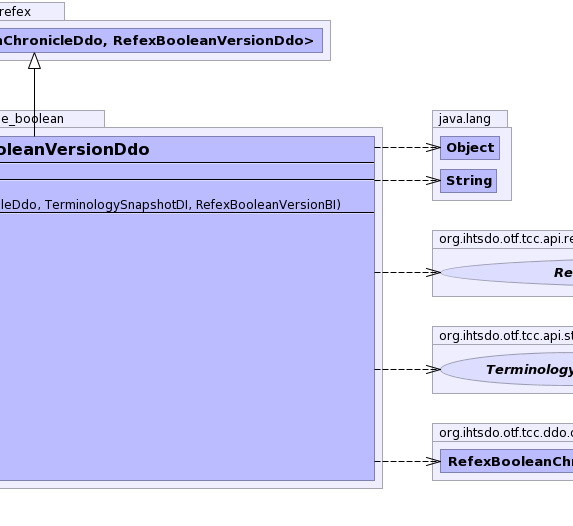 refex
nChronicleDdo, RefexBooleanVersionDdo>
e_boolean
oleanVersionDdo
leDdo, TerminologySnapshotDI, RefexBooleanVersionBI)
java.lang
Object
String
org.ihtsdo.otf.tcc.api.re
Re
org.ihtsdo.otf.tcc.api.st
Terminology
org.ihtsdo.otf.tcc.ddo.c
RefexBooleanChr